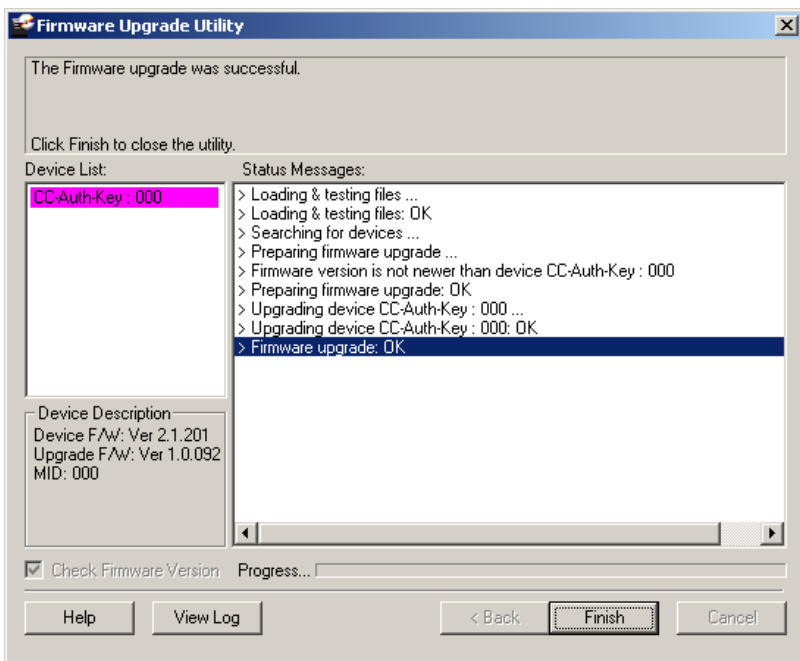 Firmware Upgrade Utility
The Firmware upgrade was successful.
Click Finish to close the utility.
Device List:
CC-Auth-Key : 000
Status Messages:
> Loading & testing files ...
> Loading & testing files: OK
> Searching for devices ...
> Preparing firmware upgrade ...
> Firmware version is not newer than device CC-Auth-Key : 000
> Preparing firmware upgrade: OK
> Upgrading device CC-Auth-Key : 000 ...
> Upgrading device CC-Auth-Key : 000: OK
> Firmware upgrade: OK
Device Description
Device F/W: Ver 2.1.201
Upgrade F/W: Ver 1.0.092
MID: 000
Check Firmware Version
Progress...
Help
View Log
< Back
Finish
Cancel